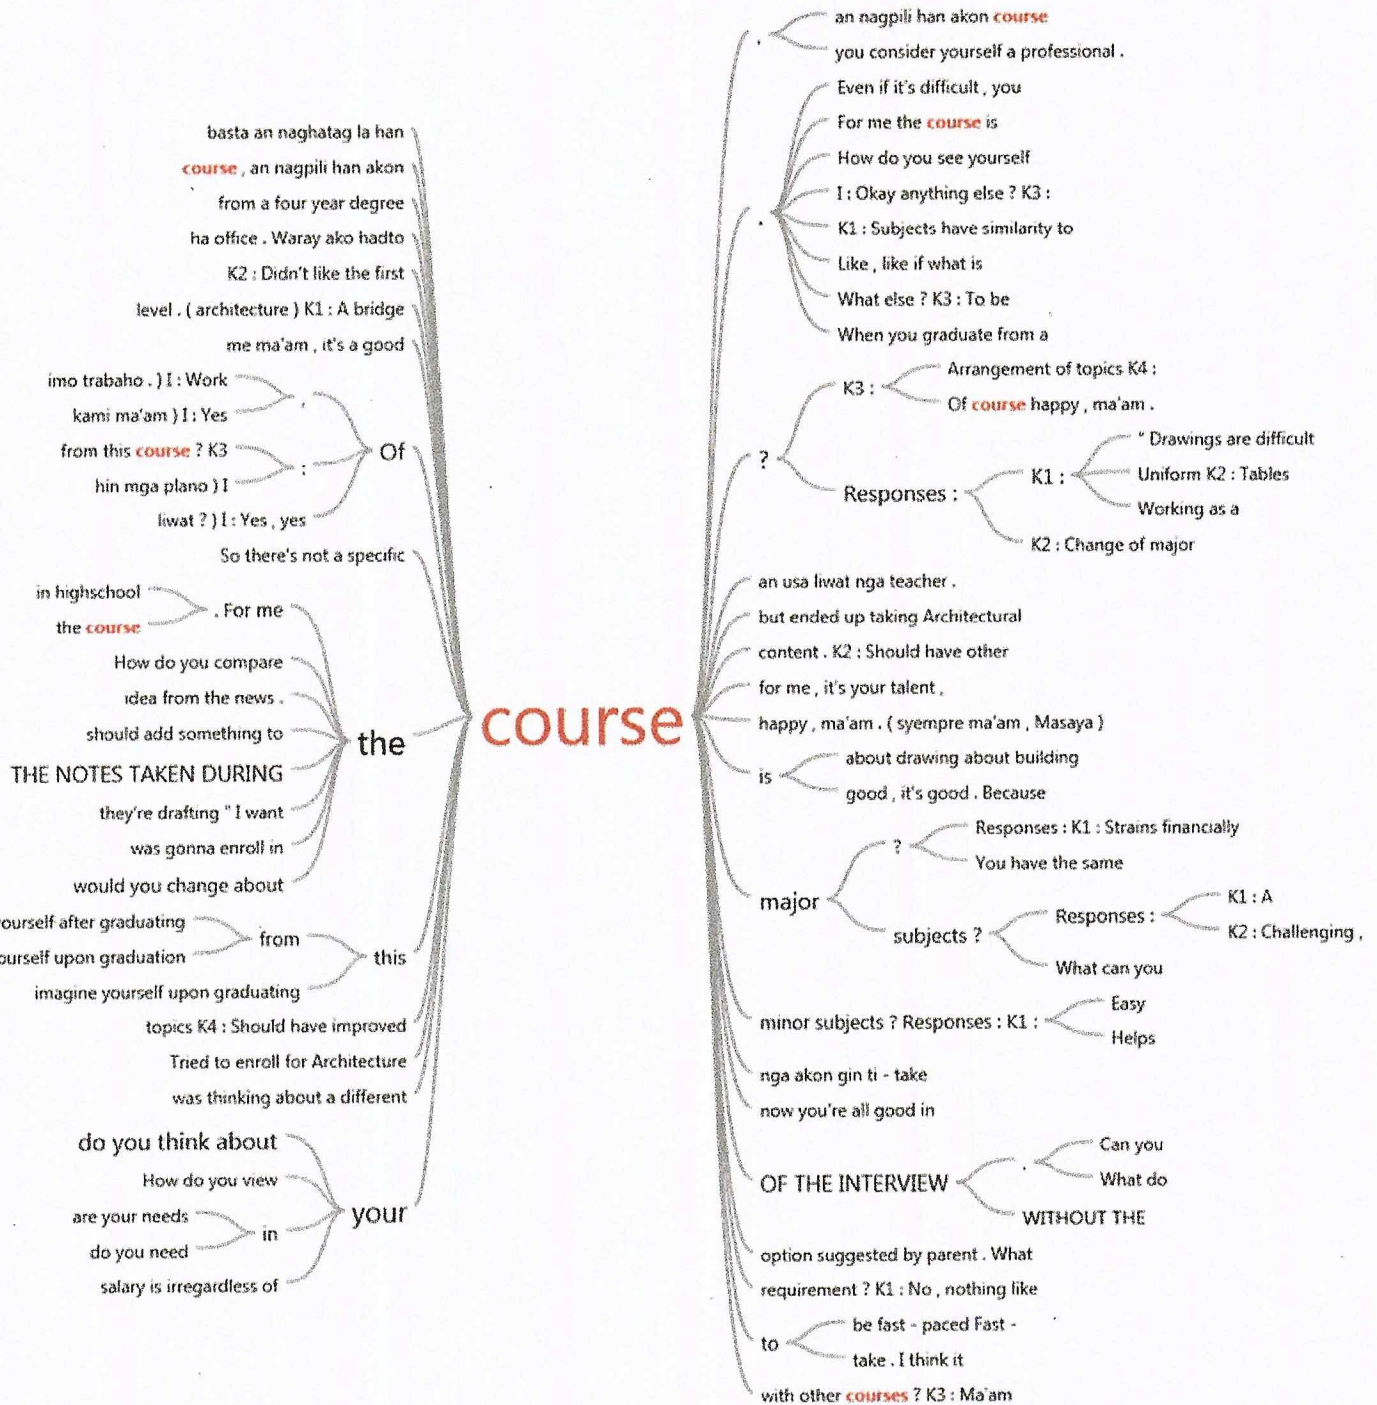 basta an naghatag la han
course , an nagpili han akon
from a four year degree
ha office . Waray ako hadto
K2 : Didn't like the first
level . ( architecture ) K1 : A bridge
me ma'am , it's a good
imo trabaho . ) I : Work
kami ma'am ) I : Yes
,
from this course ? K3
hin mga plano ) I
:
liwat ? ) I : Yes , yes
Of
So there's not a specific
in highschool
the course
. For me
How do you compare
idea from the news .
should add something to
THE NOTES TAKEN DURING
they're drafting " I want
was gonna enroll in
would you change about
the
yourself after graduating
ourself upon graduation
from
imagine yourself upon graduating
this
topics K4 : Should have improved
Tried to enroll for Architecture
was thinking about a different
do you think about
How do you view
are your needs
do you need
in
salary is irregardless of
your
course
,
an nagpili han akon course
you consider yourself a professional .
.
Even if it's difficult , you
For me the course is
How do you see yourself
I : Okay anything else ? K3 :
K1 : Subjects have similarity to
Like , like if what is
What else ? K3 : To be
When you graduate from a
?
K3 :
Arrangement of topics K4 :
Of course happy , ma'am .
Responses :
K1 :
" Drawings are difficult
Uniform K2 : Tables
Working as a
K2 : Change of major
an usa liwat nga teacher .
but ended up taking Architectural
content . K2 : Should have other
for me , it's your talent ,
happy , ma'am . ( syempre ma'am , Masaya )
is
about drawing about building
good , it's good . Because
major
?
Responses : K1 : Strains financially
You have the same
subjects ?
Responses :
K1 : A
K2 : Challenging ,
What can you
minor subjects ? Responses : K1 :
Easy
Helps
nga akon gin ti - take
now you're all good in
OF THE INTERVIEW
.
Can you
What do
WITHOUT THE
option suggested by parent . What
requirement ? K1 : No , nothing like
to
be fast - paced Fast -
take . I think it
with other courses ? K3 : Ma'am